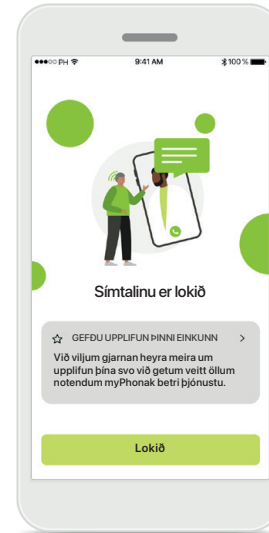 PH 9:41 AM 100 %
Símtalinu er lokið
GEFÐU UPPLIFUN ÞINNI EINKUNN
Við viljum gjarnan heyra meira um
upplifun þína svo við getum veitt öllum
notendum myPhonak betri þjónustu.
Lokið